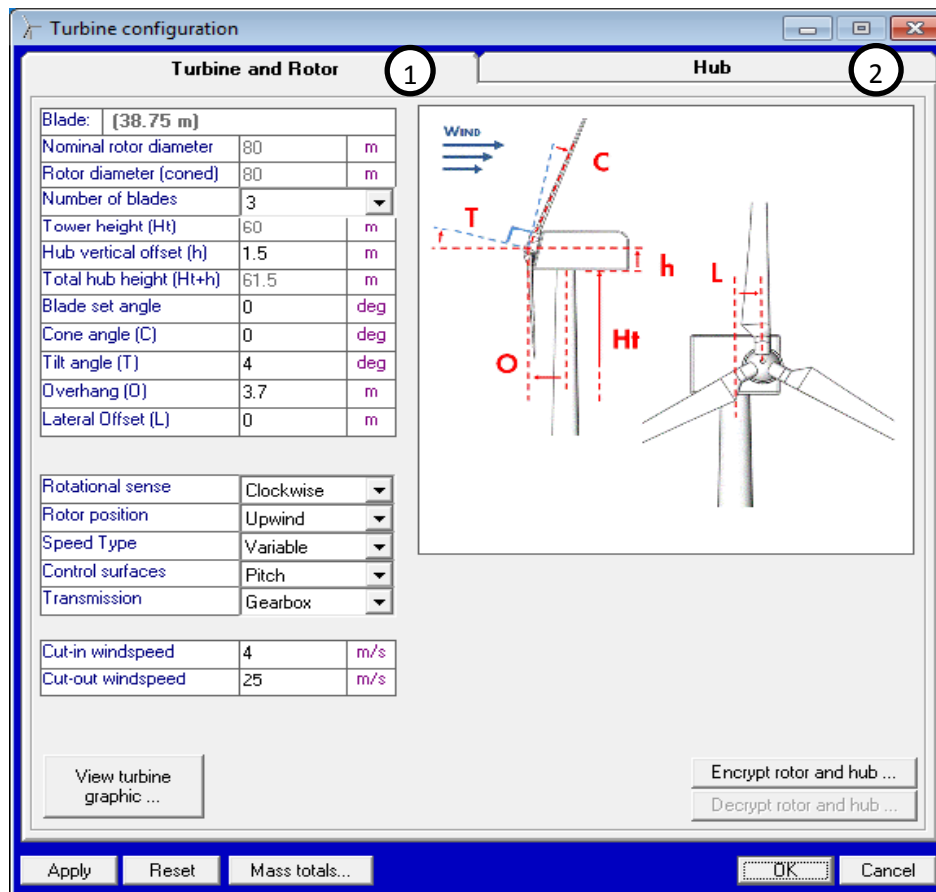 Turbine configuration
Turbine and Rotor 1 Hub 2
Blade: (38.75 m)
Nominal rotor diameter 80 m
Rotor diameter (coned) 80 m
Number of blades 3
Tower height (Ht) 60 m
Hub vertical offset (h) 1.5 m
Total hub height (Ht+h) 61.5 m
Blade set angle 0 deg
Cone angle (C) 0 deg
Tilt angle (T) 4 deg
Overhang (O) 3.7 m
Lateral Offset (L) 0 m
Rotational sense Clockwise
Rotor position Upwind
Speed Type Variable
Control surfaces Pitch
Transmission Gearbox
Cut-in windspeed 4 m/s
Cut-out windspeed 25 m/s
WIND
C
T
h
L
Ht
O
View turbine
graphic ...
Encrypt rotor and hub ...
Decrypt rotor and hub ...
Apply Reset Mass totals... OK Cancel